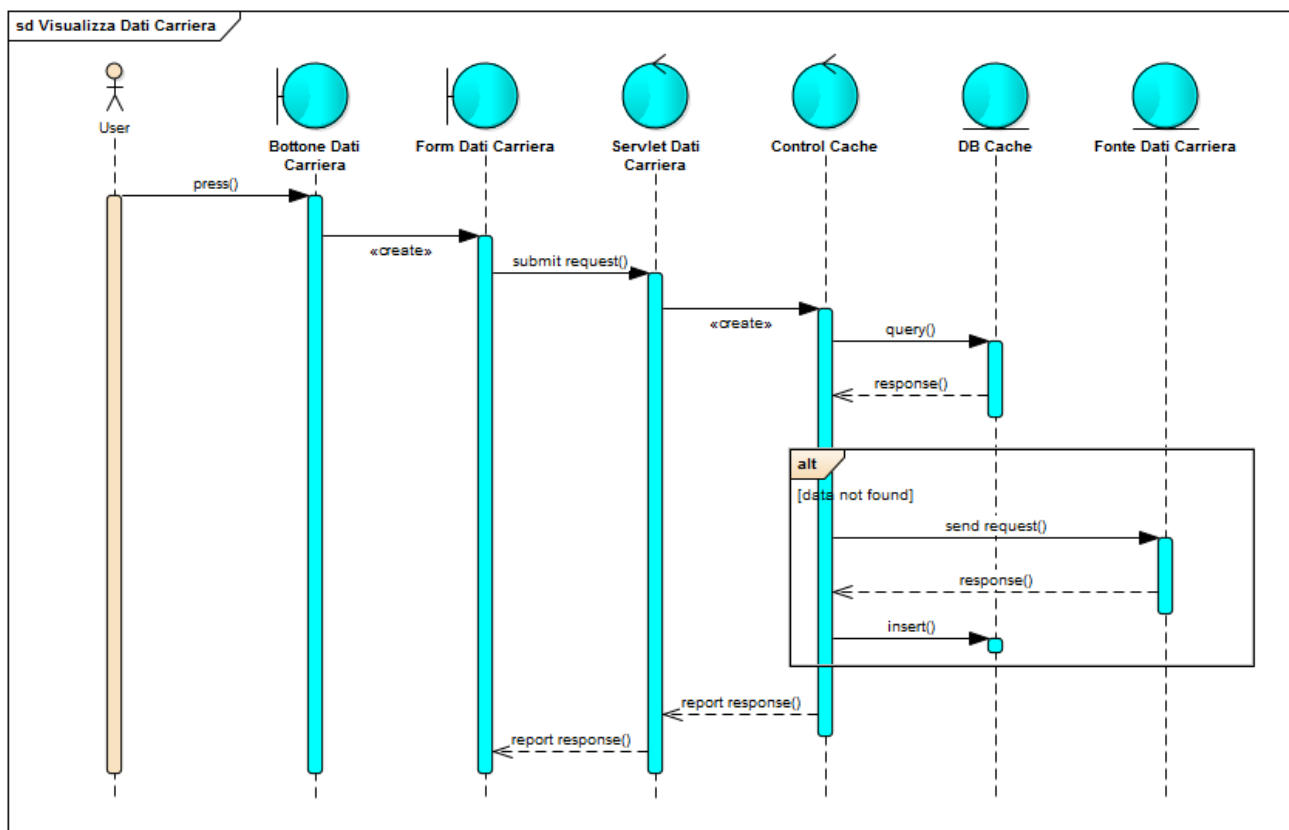 sd Visualizza Dati Carriera
User
Bottone Dati
Carriera
Form Dati Carriera
Servlet Dati
Carriera
Control Cache
DB Cache
Fonte Dati Carriera
press()
«create»
submit request()
«create»
query()
response()
alt
[data not found]
send request()
response()
insert()
report response()
report response()